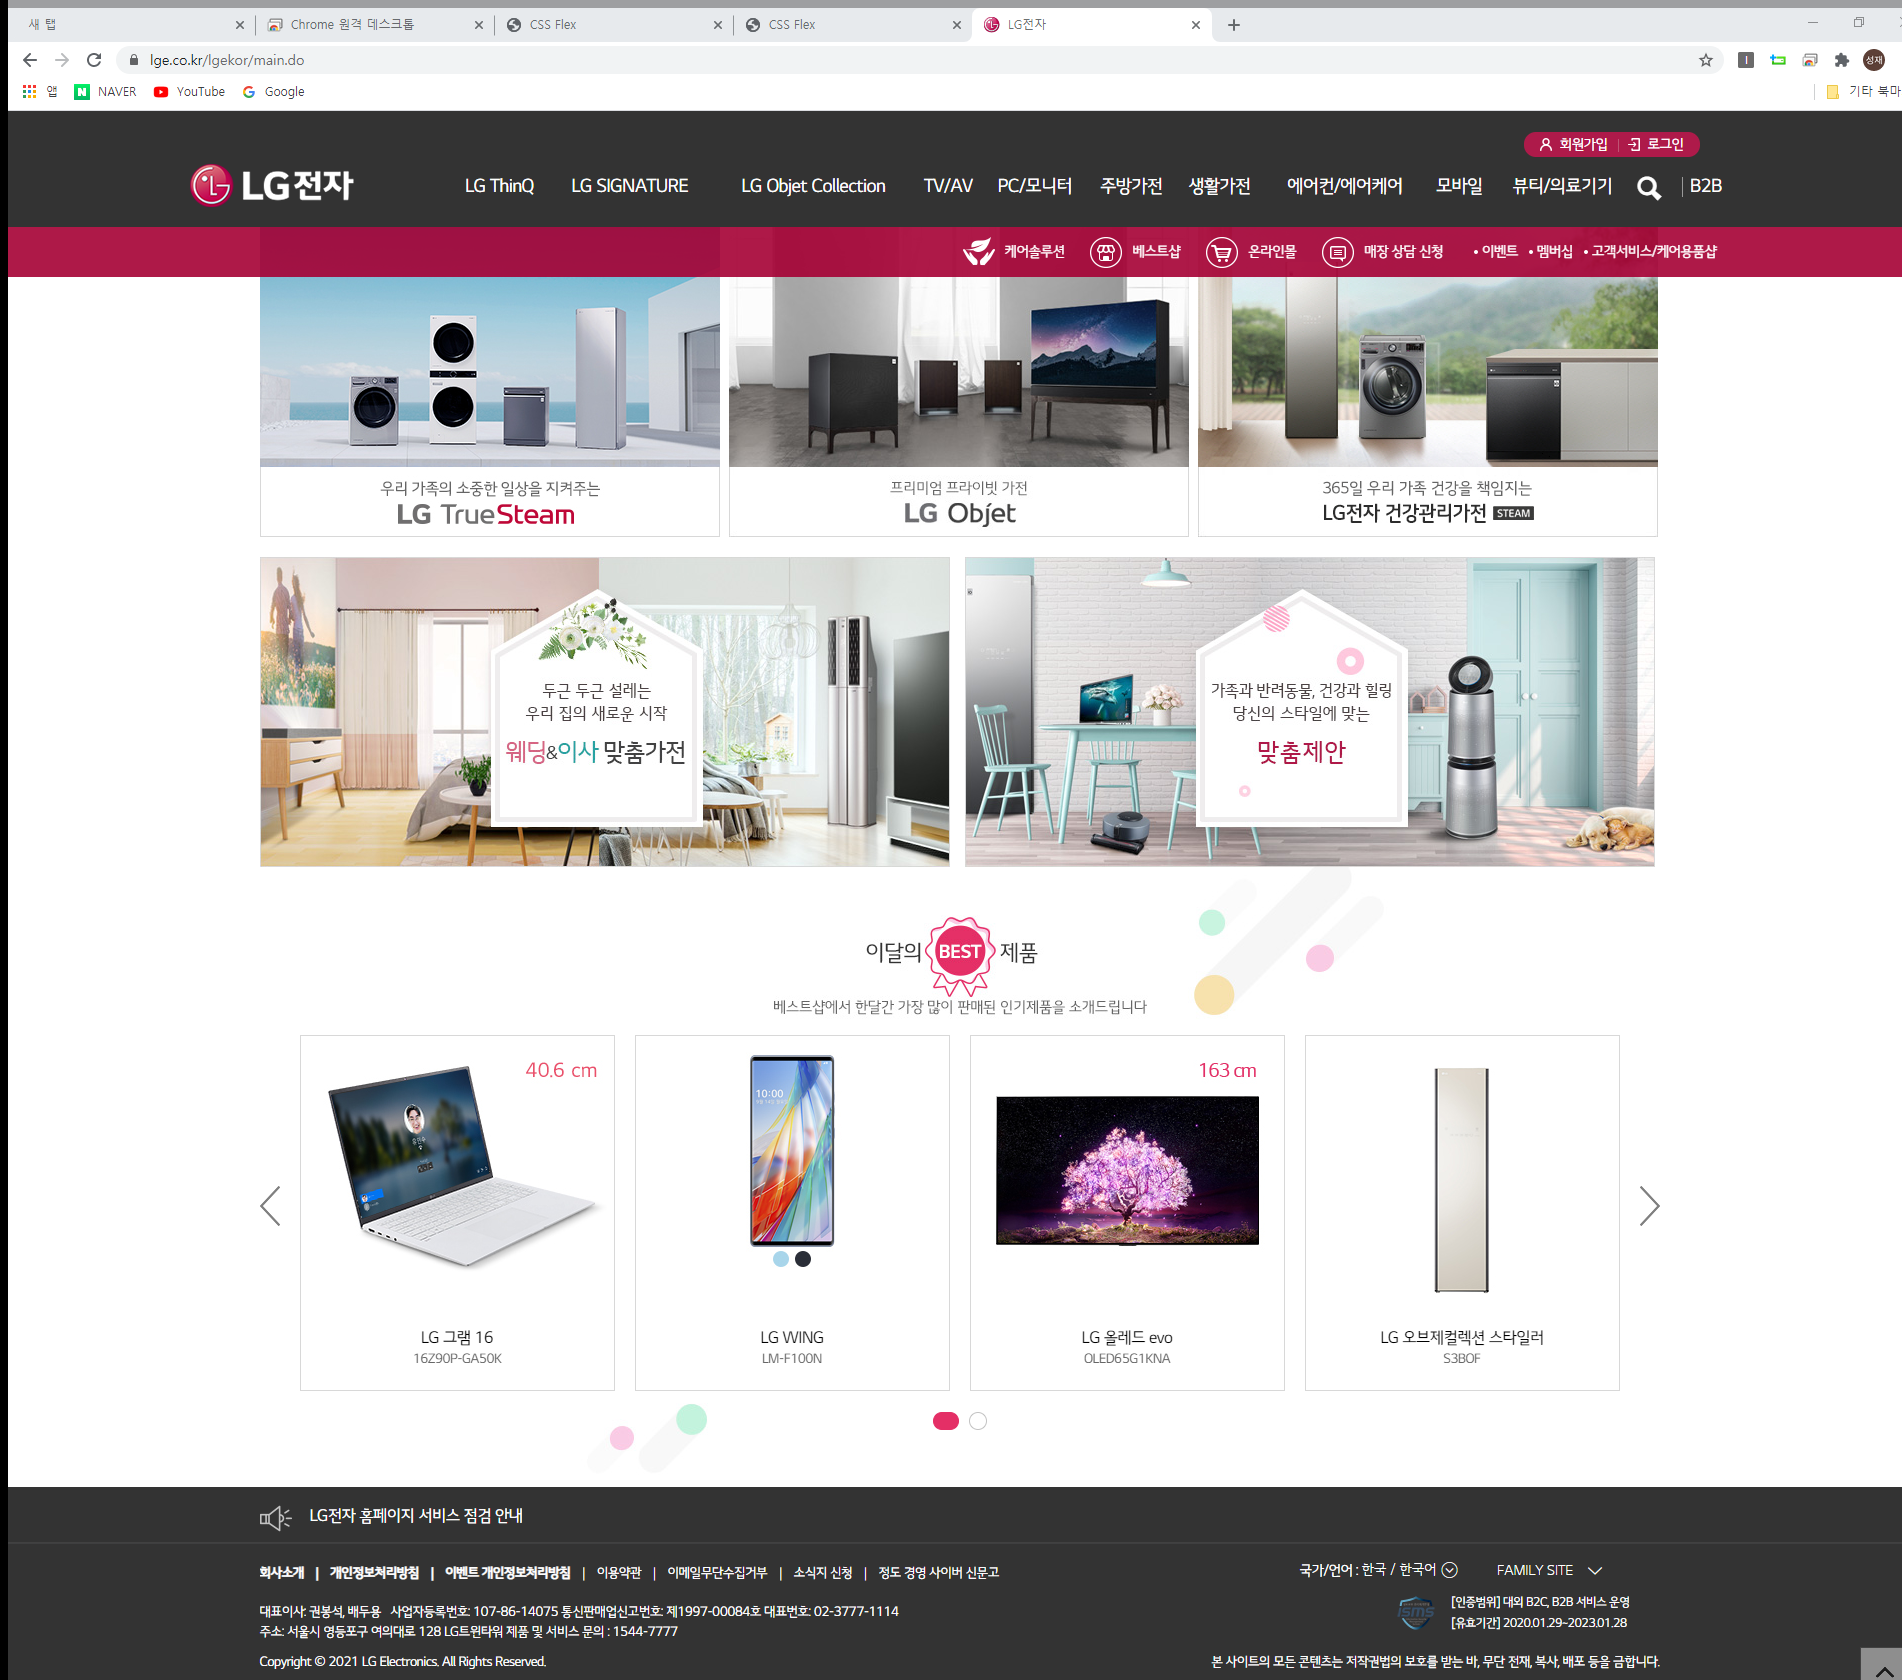 새 탭
Chrome 원격 데스크톱
CSS Flex
CSS Flex
LG전자
lge.co.kr/lgekor/main.do
성재
앱
NAVER
YouTube
Google
기타 북마
회원가입
로그인
LG전자
LG ThinQ
LG SIGNATURE
LG Objet Collection
TV/AV
PC/모니터
주방가전
생활가전
에어컨/에어케어
모바일
뷰티/의료기기
B2B
케어솔루션
베스트샵
온라인몰
매장 상담 신청
• 이벤트
• 멤버십
• 고객서비스/케어용품샵
우리 가족의 소중한 일상을 지켜주는
LG TrueSteam
프리미엄 프라이빗 가전
LG Objet
365일 우리 가족 건강을 책임지는
LG전자 건강관리가전 STEAM
두근 두근 설레는
우리 집의 새로운 시작
웨딩&이사 맞춤가전
가족과 반려동물, 건강과 힐링
당신의 스타일에 맞는
맞춤제안
이달의 BEST 제품
베스트샵에서 한달간 가장 많이 판매된 인기제품을 소개드립니다
40.6 cm
LG 그램 16
16Z90P-GA50K
10:00
LG WING
LM-F100N
163 cm
LG 올레드 evo
OLED65G1KNA
LG 오브제컬렉션 스타일러
S3BOF
LG전자 홈페이지 서비스 점검 안내
회사소개 | 개인정보처리방침 | 이벤트 개인정보처리방침 | 이용약관 | 이메일무단수집거부 | 소식지 신청 | 정도 경영 사이버 신문고
국가/언어 : 한국 / 한국어
FAMILY SITE
대표이사: 권봉석, 배두용 사업자등록번호: 107-86-14075 통신판매업신고번호: 제1997-00084호 대표번호: 02-3777-1114
주소: 서울시 영등포구 여의대로 128 LG트윈타워 제품 및 서비스 문의 : 1544-7777
ISMS
[인증범위] 대외 B2C, B2B 서비스 운영
[유효기간] 2020.01.29~2023.01.28
Copyright © 2021 LG Electronics. All Rights Reserved.
본 사이트의 모든 콘텐츠는 저작권법의 보호를 받는 바, 무단 전재, 복사, 배포 등을 금합니다.